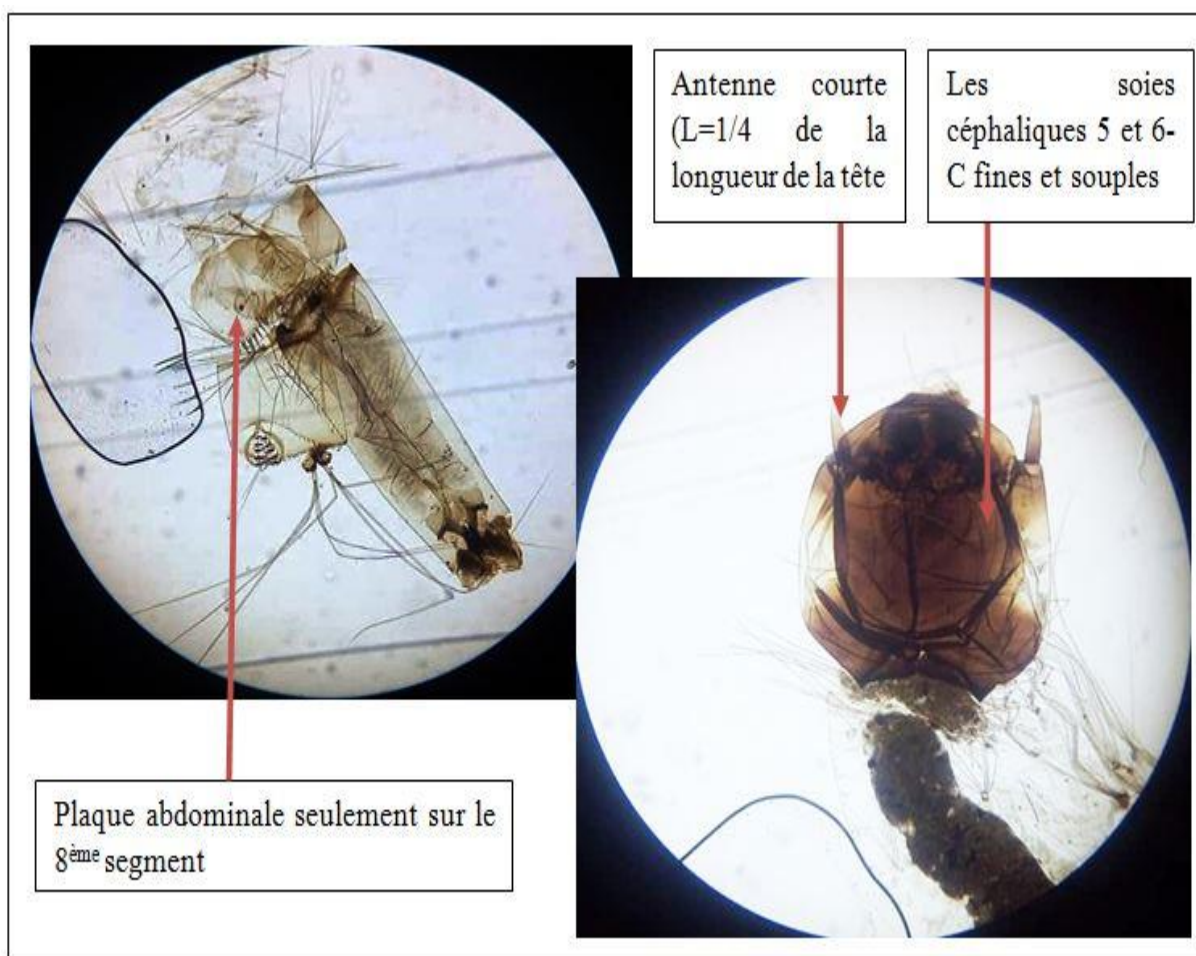 Antenne courte
(L=1/4 de la
longueur de la tête
Les soies
céphaliques 5 et 6-
C fines et souples
Plaque abdominale seulement sur le
8ème segment